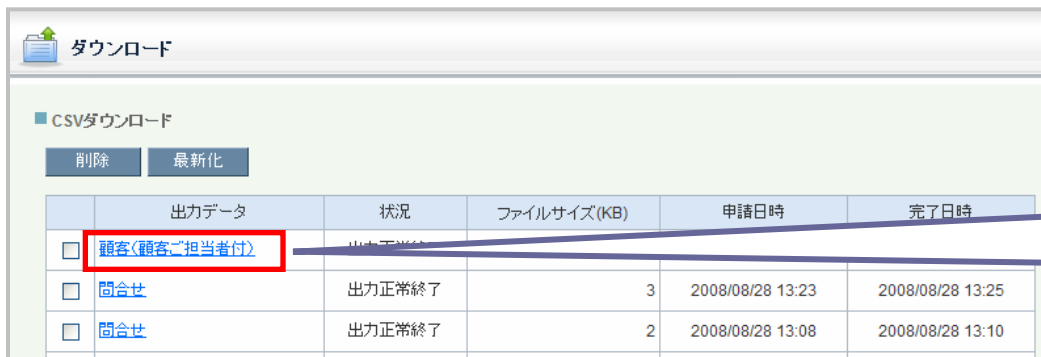 ダウンロード
CSVダウンロード
削除 最新化
出力データ 状況 ファイルサイズ(KB) 申請日時 完了日時
顧客(顧客ご担当者付)
問合せ 出力正常終了 3 2008/08/28 13:23 2008/08/28 13:25
問合せ 出力正常終了 2 2008/08/28 13:08 2008/08/28 13:10